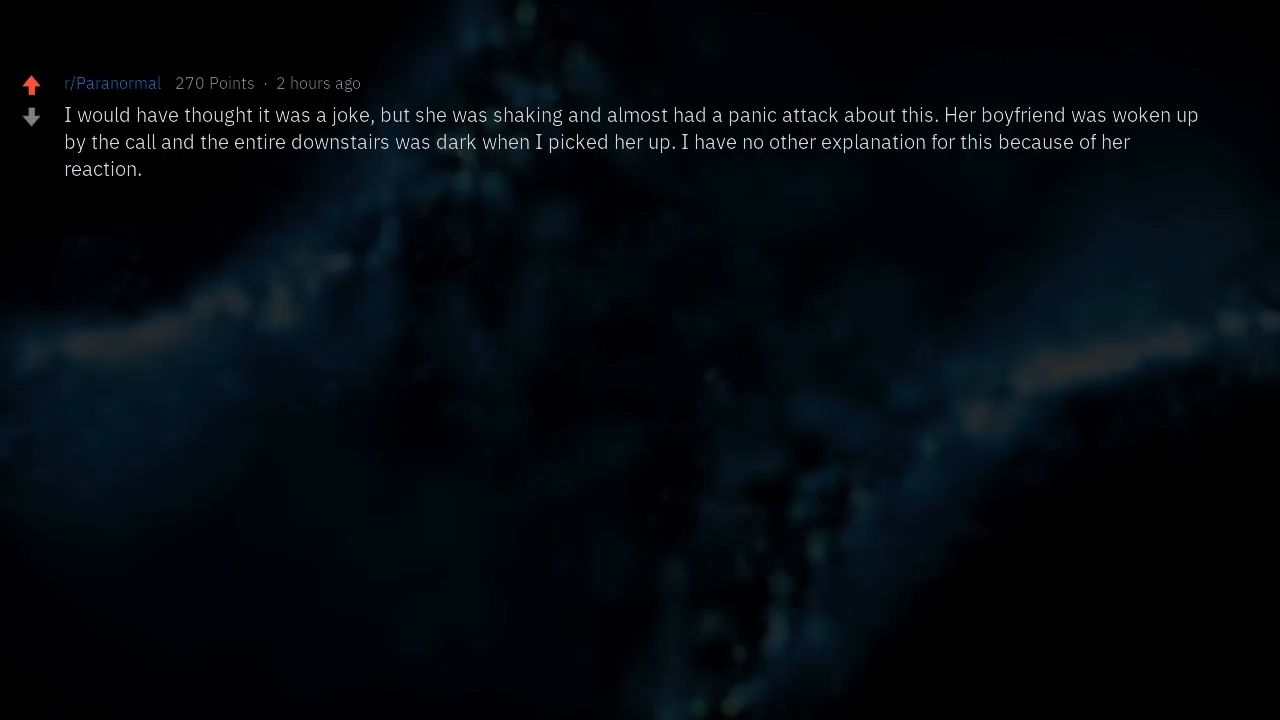 r/Paranormal 270 Points · 2 hours ago
I would have thought it was a joke, but she was shaking and almost had a panic attack about this. Her boyfriend was woken up
by the call and the entire downstairs was dark when I picked her up. I have no other explanation for this because of her
reaction.